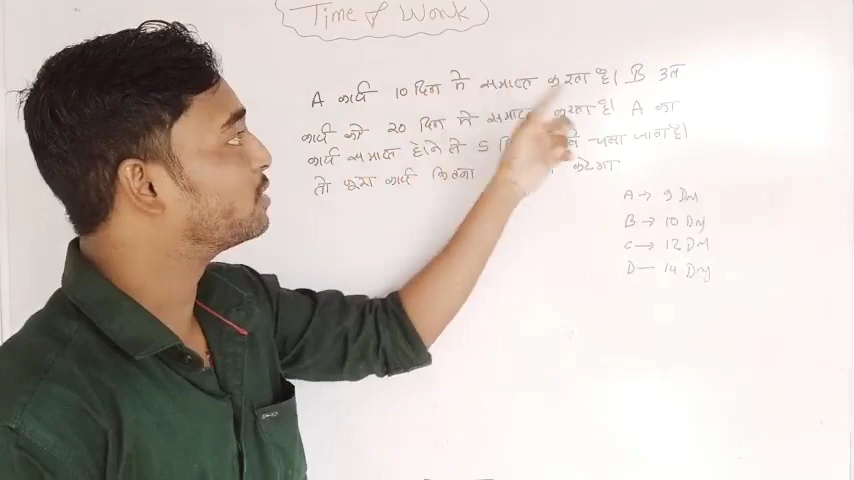 Time of Work
A कार्य 10 दिन में समाप्त करता है। B उस
कार्य को 20 दिन में समाप्त करता है। A का
कार्य समाप्त होने से 5 चला जाता है।
तो पूरा कार्य कितना करेगा
A → 9 Day
B → 10 Day
C → 12 Day
D — 14 Day